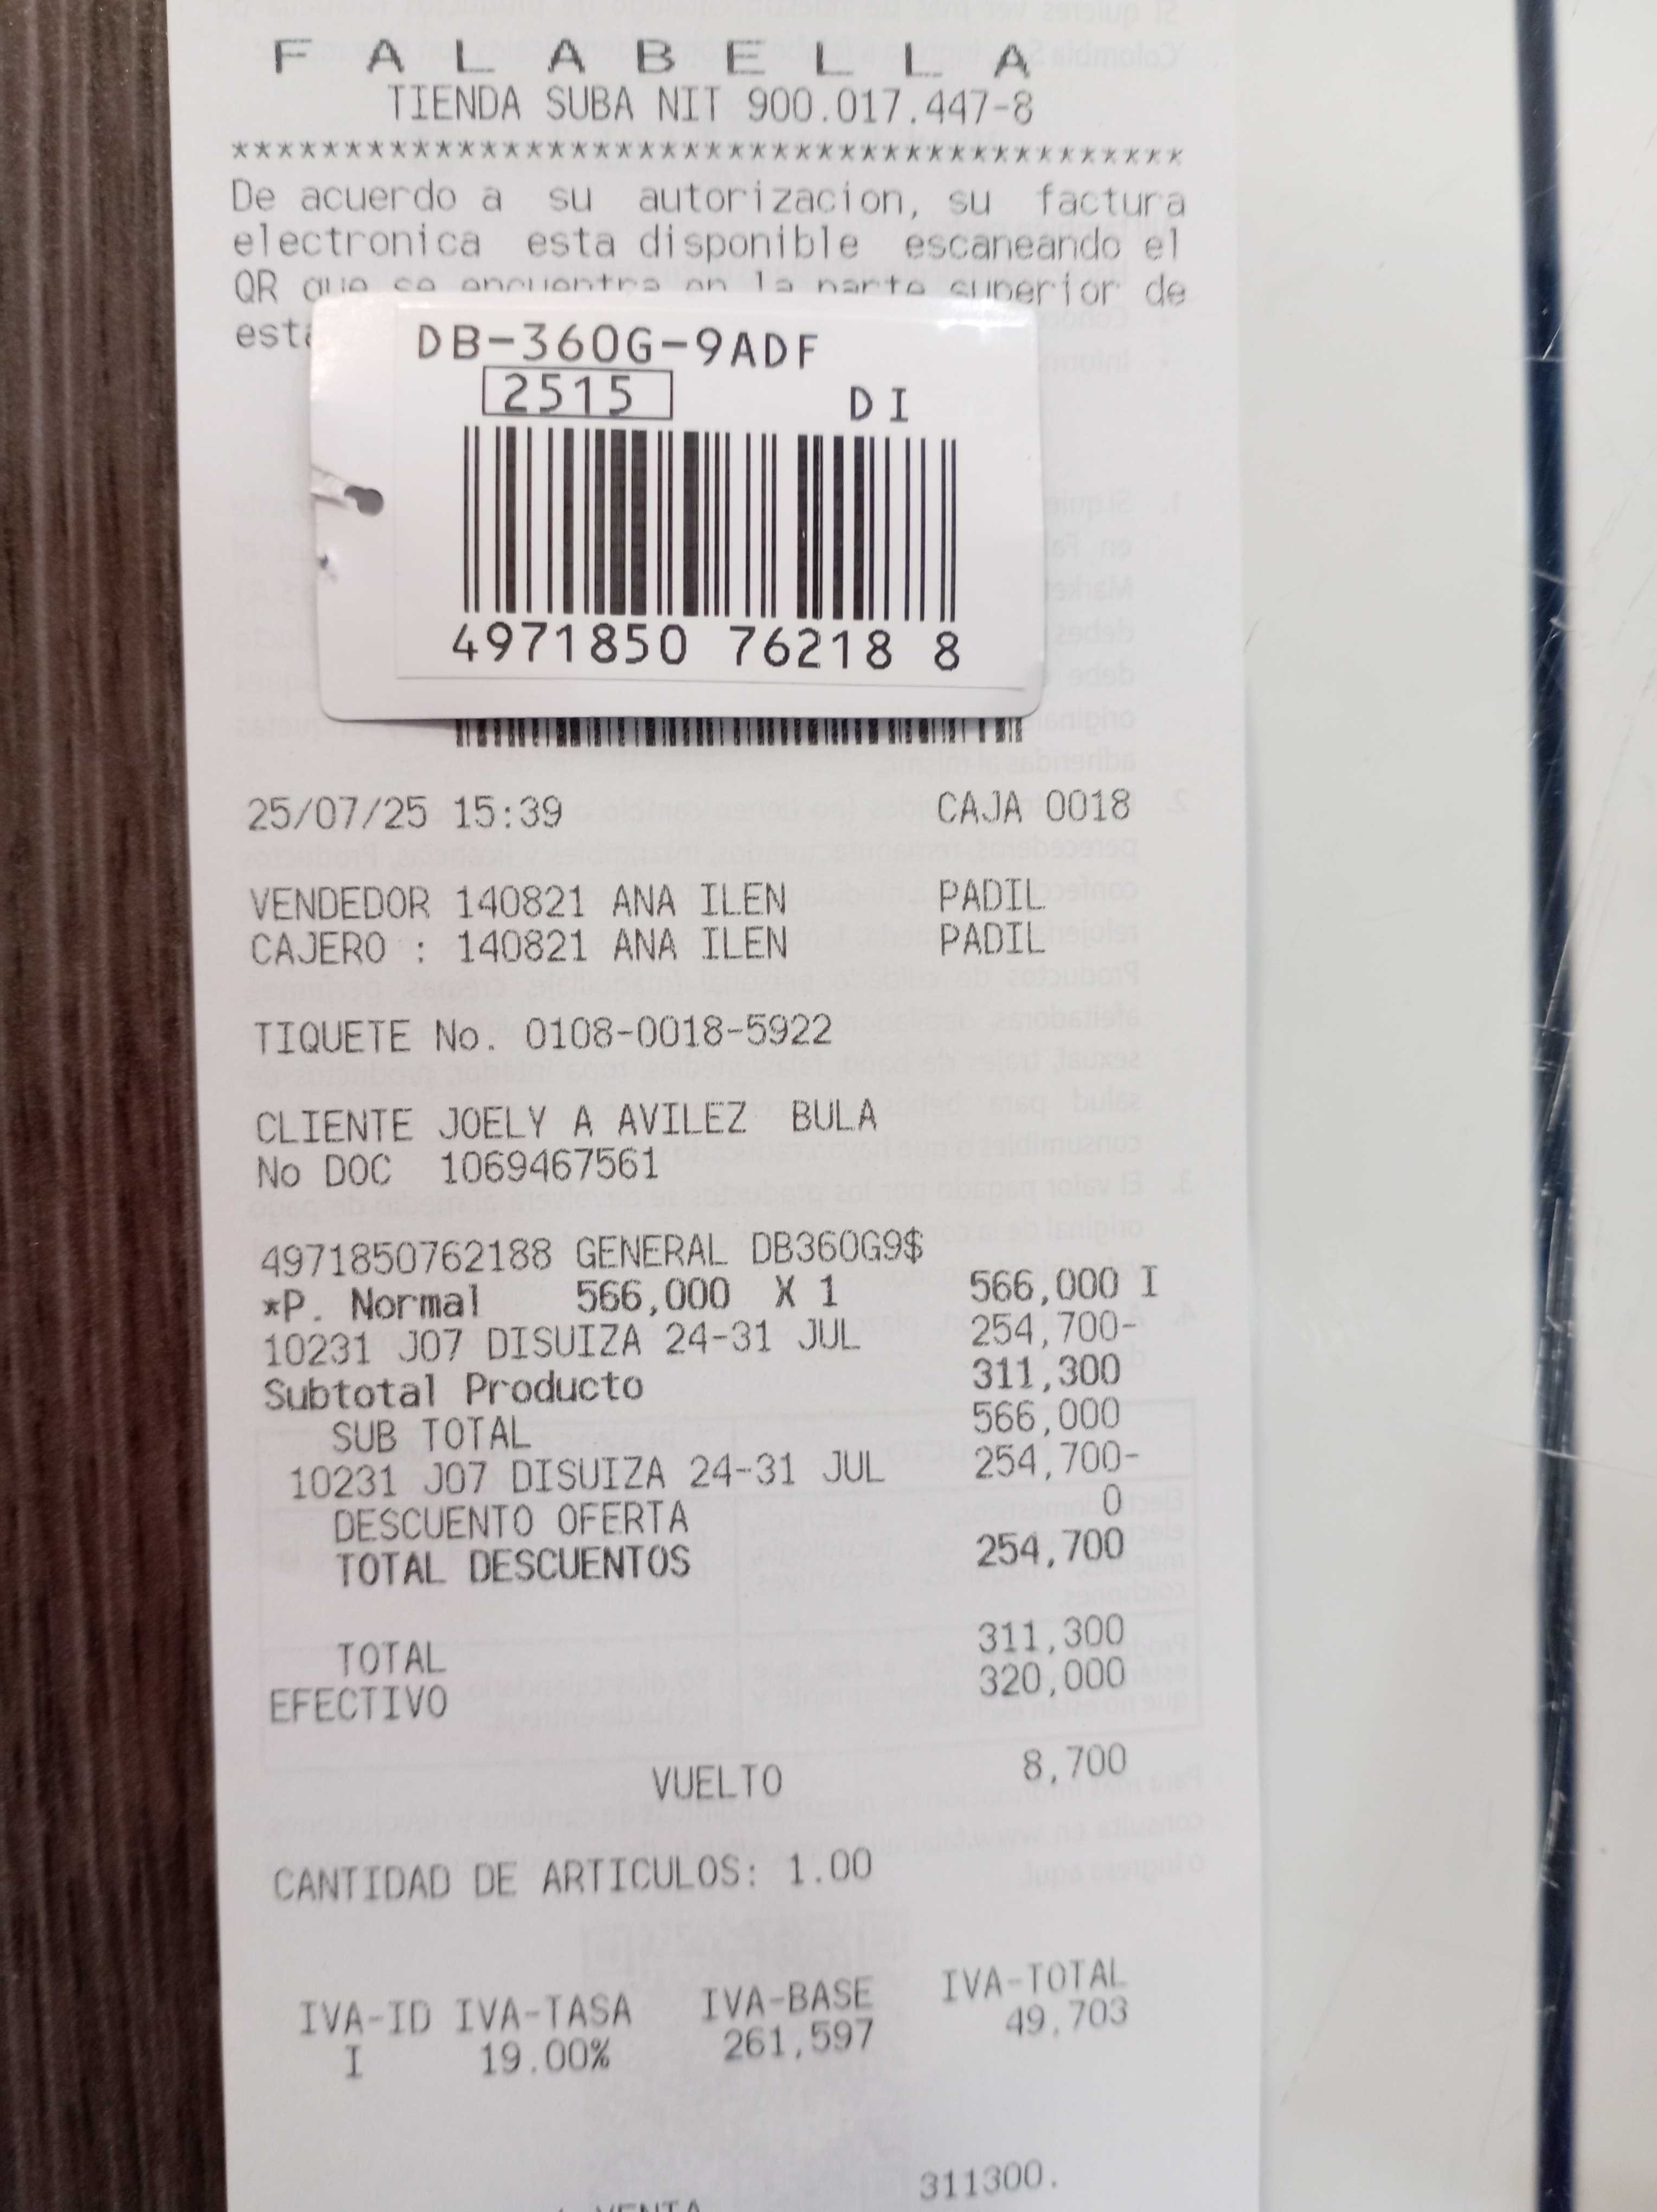 F A L A B E L L A
TIENDA SUBA NIT 900.017.447-8
******************************************
De acuerdo a su autorizacion, su factura
electronica esta disponible escaneando el
QR que se encuentra en la parte superior de
esta
DB-360G-9ADF
2515 DI
4971850 76218 8
25/07/25 15:39 CAJA 0018
VENDEDOR 140821 ANA ILEN PADIL
CAJERO : 140821 ANA ILEN PADIL
TIQUETE No. 0108-0018-5922
CLIENTE JOELY A AVILEZ BULA
No DOC 1069467561
4971850762188 GENERAL DB360G9$
*P. Normal 566,000 X 1 566,000 I
10231 J07 DISUIZA 24-31 JUL 254,700-
Subtotal Producto 311,300
SUB TOTAL 566,000
10231 J07 DISUIZA 24-31 JUL 254,700-
DESCUENTO OFERTA 0
TOTAL DESCUENTOS 254,700
TOTAL 311,300
EFECTIVO 320,000
VUELTO 8,700
CANTIDAD DE ARTICULOS: 1.00
IVA-ID IVA-TASA IVA-BASE IVA-TOTAL
I 19.00% 261,597 49,703
311300.
VENTA